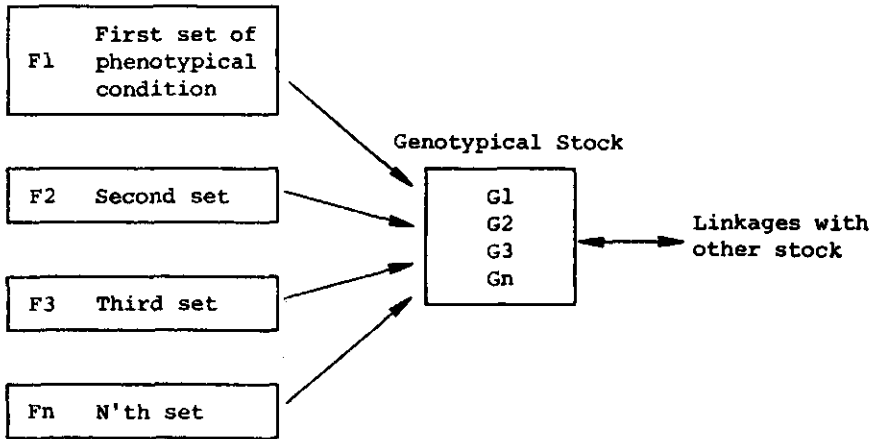 F1 First set of
phenotypical
condition
F2 Second set
F3 Third set
Fn N'th set
Genotypical Stock
G1
G2
G3
Gn
Linkages with
other stock